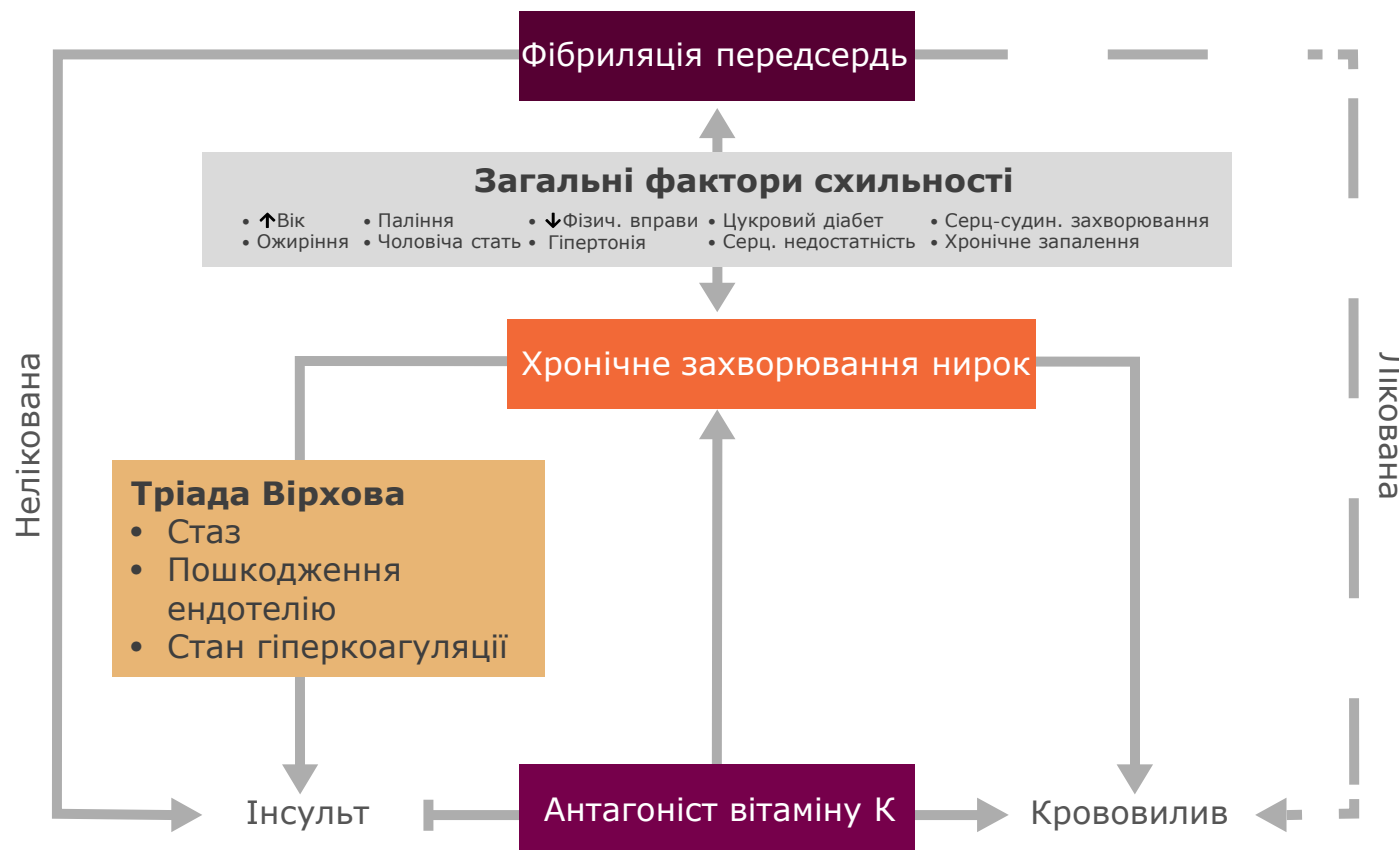 Фібриляція передсердь
Загальні фактори схильності
• ↑Вік • Паління • ↓Фізич. вправи • Цукровий діабет • Серц-судин. захворювання
• Ожиріння • Чоловіча стать • Гіпертонія • Серц. недостатність • Хронічне запалення
Хронічне захворювання нирок
Нелікована
Лікована
Тріада Вірхова
• Стаз
• Пошкодження
ендотелію
• Стан гіперкоагуляції
Інсульт
Антагоніст вітаміну К
Крововилив